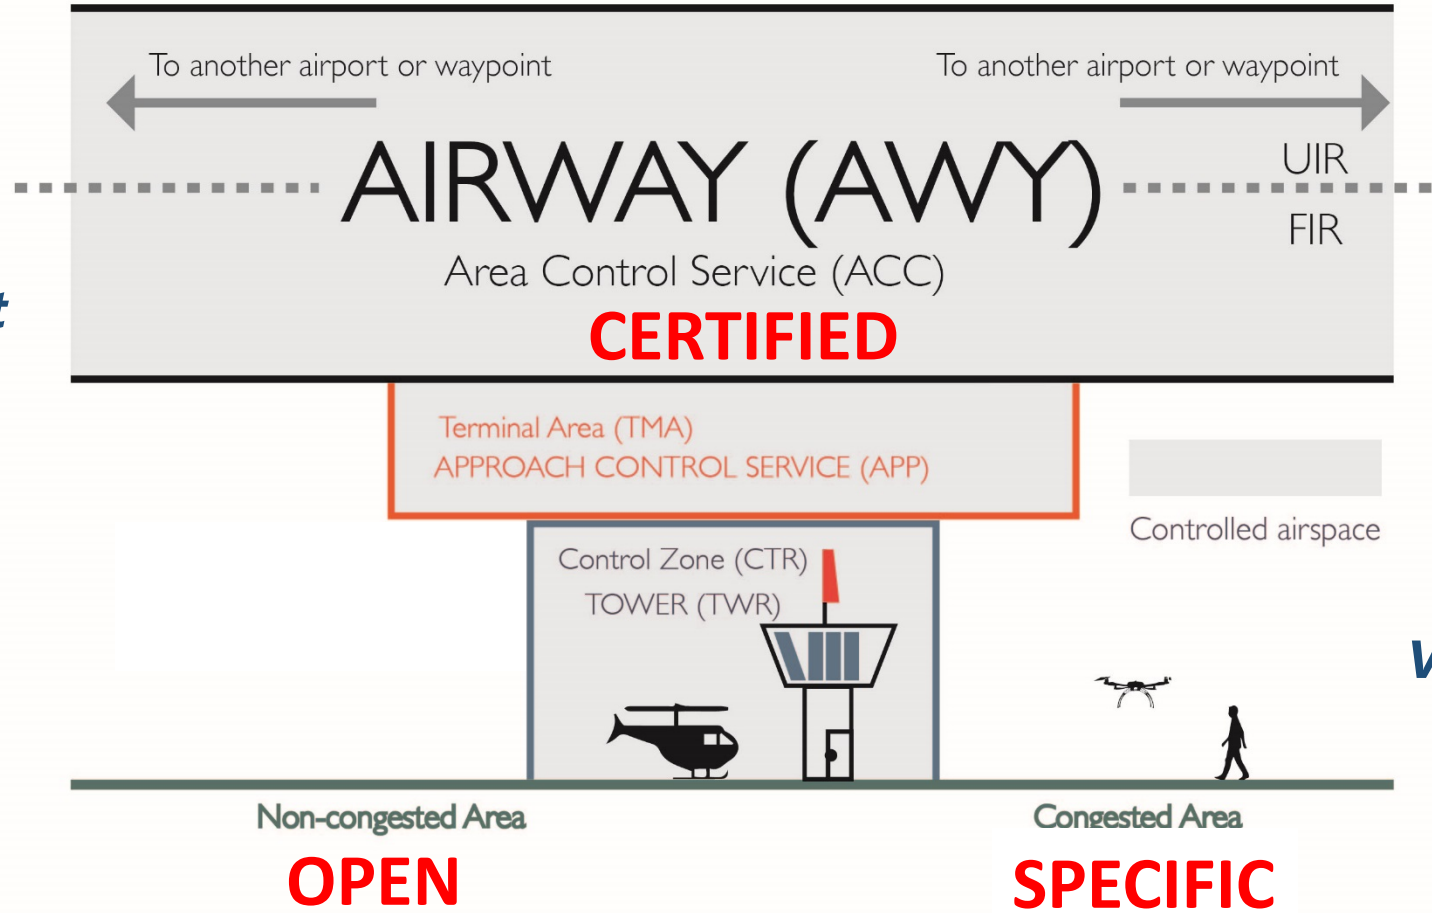 To another airport or waypoint
To another airport or waypoint
AIRWAY (AWY)
UIR
FIR
Area Control Service (ACC)
CERTIFIED
Terminal Area (TMA)
APPROACH CONTROL SERVICE (APP)
Controlled airspace
Control Zone (CTR)
TOWER (TWR)
Non-congested Area
Congested Area
OPEN
SPECIFIC